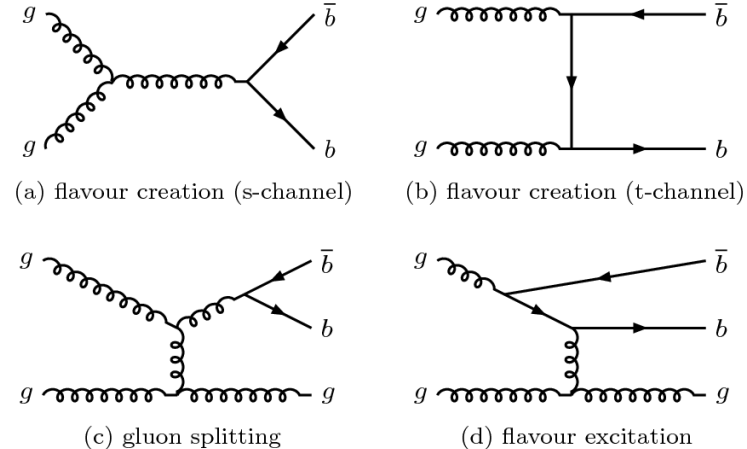 g b̅ g b̅
g b g b
(a) flavour creation (s-channel) (b) flavour creation (t-channel)
g b̅ g b̅
b b
g g g g
(c) gluon splitting (d) flavour excitation